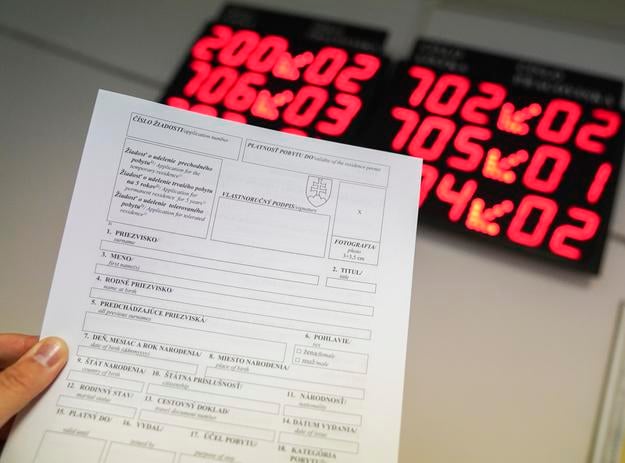 200 02
706 03
702 02
705 01
02
ČÍSLO ŽIADOSTI/application number
PLATNOSŤ POBYTU DO/validity of the residence permit
Žiadosť o udelenie prechodného
pobytu/ Application for the
temporary residence
Žiadosť o udelenie trvalého pobytu
na 5 rokov/ Application for
permanent residence for 5 years
Žiadosť o udelenie tolerovaného
pobytu/ Application for tolerated
residence
VLASTNORUČNÝ PODPIS/signature
X
FOTOGRAFIA/
photo
3×3,5 cm
1. PRIEZVISKO/
surname
2. TITUL/
title
3. MENO/
first name(s)
4. RODNÉ PRIEZVISKO/
name at birth
5. PREDCHÁDZAJÚCE PRIEZVISKÁ/
all previous surnames
6. POHLAVIE/
sex
žena/female
muž/male
7. DEŇ, MESIAC A ROK NARODENIA/
date of birth
8. MIESTO NARODENIA/
place of birth
9. ŠTÁT NARODENIA/
country of birth
10. ŠTÁTNA PRÍSLUŠNOSŤ/
citizenship
11. NÁRODNOSŤ/
nationality
12. RODINNÝ STAV/
marital status
13. CESTOVNÝ DOKLAD/
travel document number
14. DÁTUM VYDANIA/
date of issue
15. PLATNÝ DO/
valid until
16. VYDAL/
issued by
17. ÚČEL POBYTU/
purpose of stay
18. KATEGÓRIA